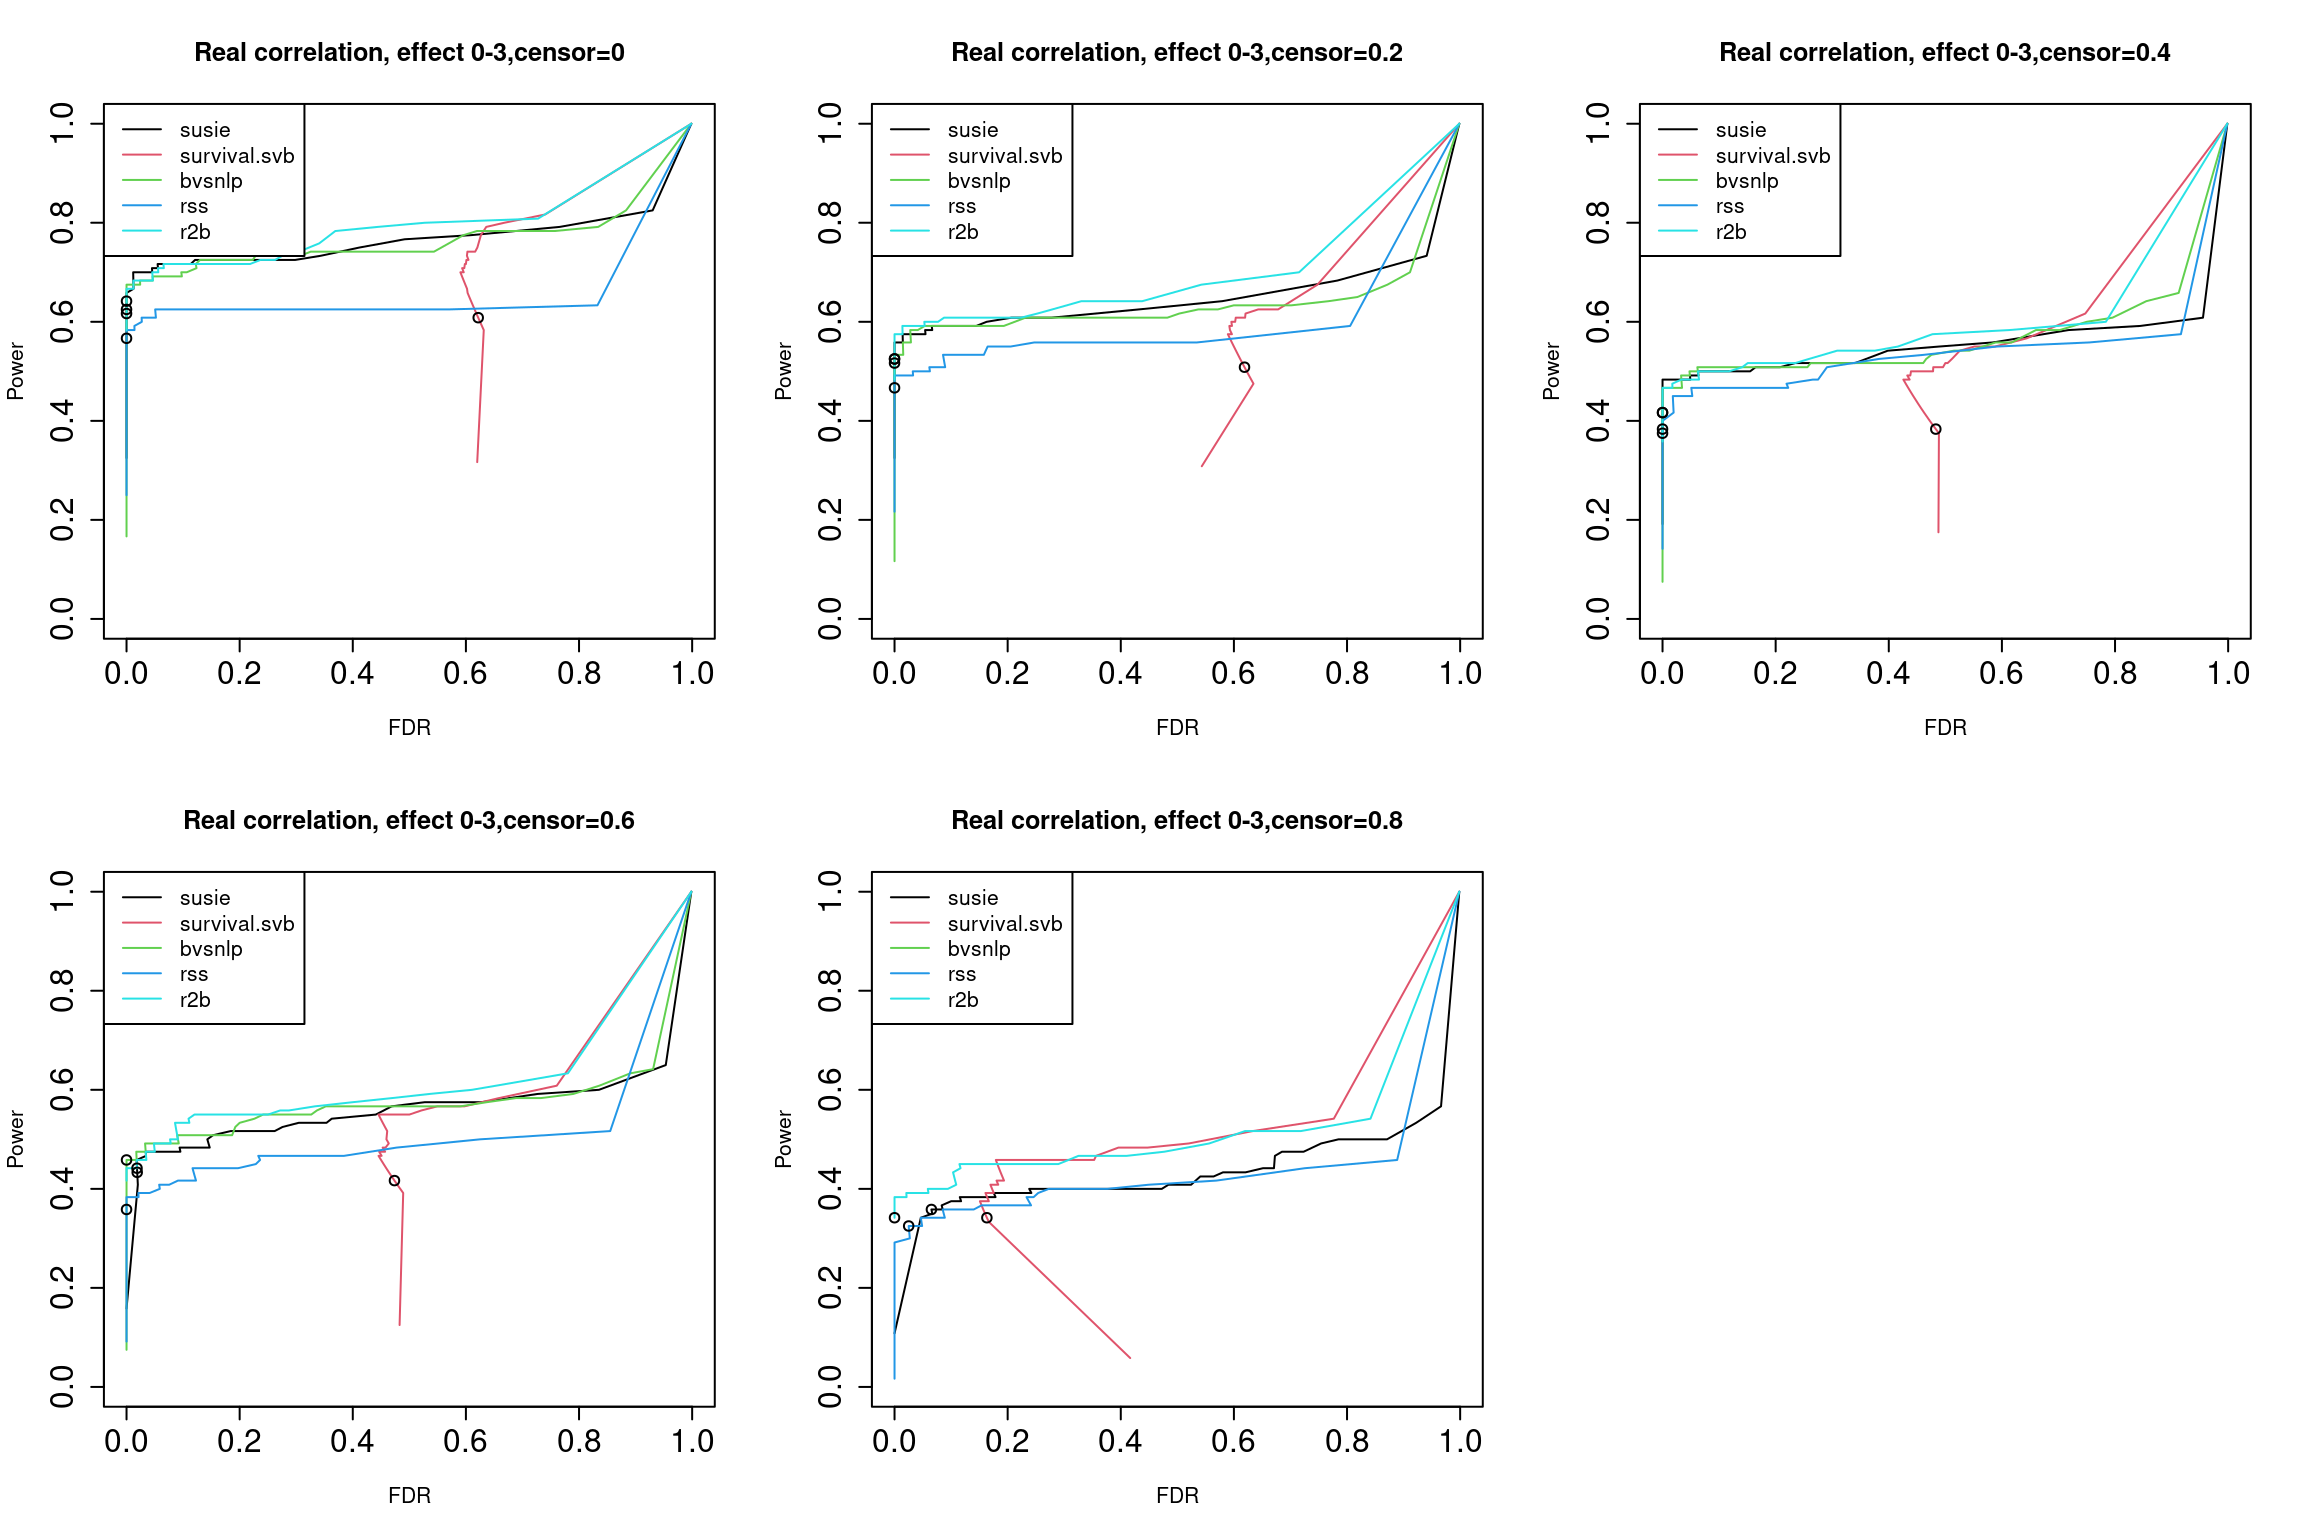 Real correlation, effect 0-3,censor=0
Power
1.0
0.8
0.6
0.4
0.2
0.0
susie
survival.svb
bvsnlp
rss
r2b
0.0 0.2 0.4 0.6 0.8 1.0
FDR
Real correlation, effect 0-3,censor=0.2
Power
1.0
0.8
0.6
0.4
0.2
0.0
susie
survival.svb
bvsnlp
rss
r2b
0.0 0.2 0.4 0.6 0.8 1.0
FDR
Real correlation, effect 0-3,censor=0.4
Power
1.0
0.8
0.6
0.4
0.2
0.0
susie
survival.svb
bvsnlp
rss
r2b
0.0 0.2 0.4 0.6 0.8 1.0
FDR
Real correlation, effect 0-3,censor=0.6
Power
1.0
0.8
0.6
0.4
0.2
0.0
susie
survival.svb
bvsnlp
rss
r2b
0.0 0.2 0.4 0.6 0.8 1.0
FDR
Real correlation, effect 0-3,censor=0.8
Power
1.0
0.8
0.6
0.4
0.2
0.0
susie
survival.svb
bvsnlp
rss
r2b
0.0 0.2 0.4 0.6 0.8 1.0
FDR